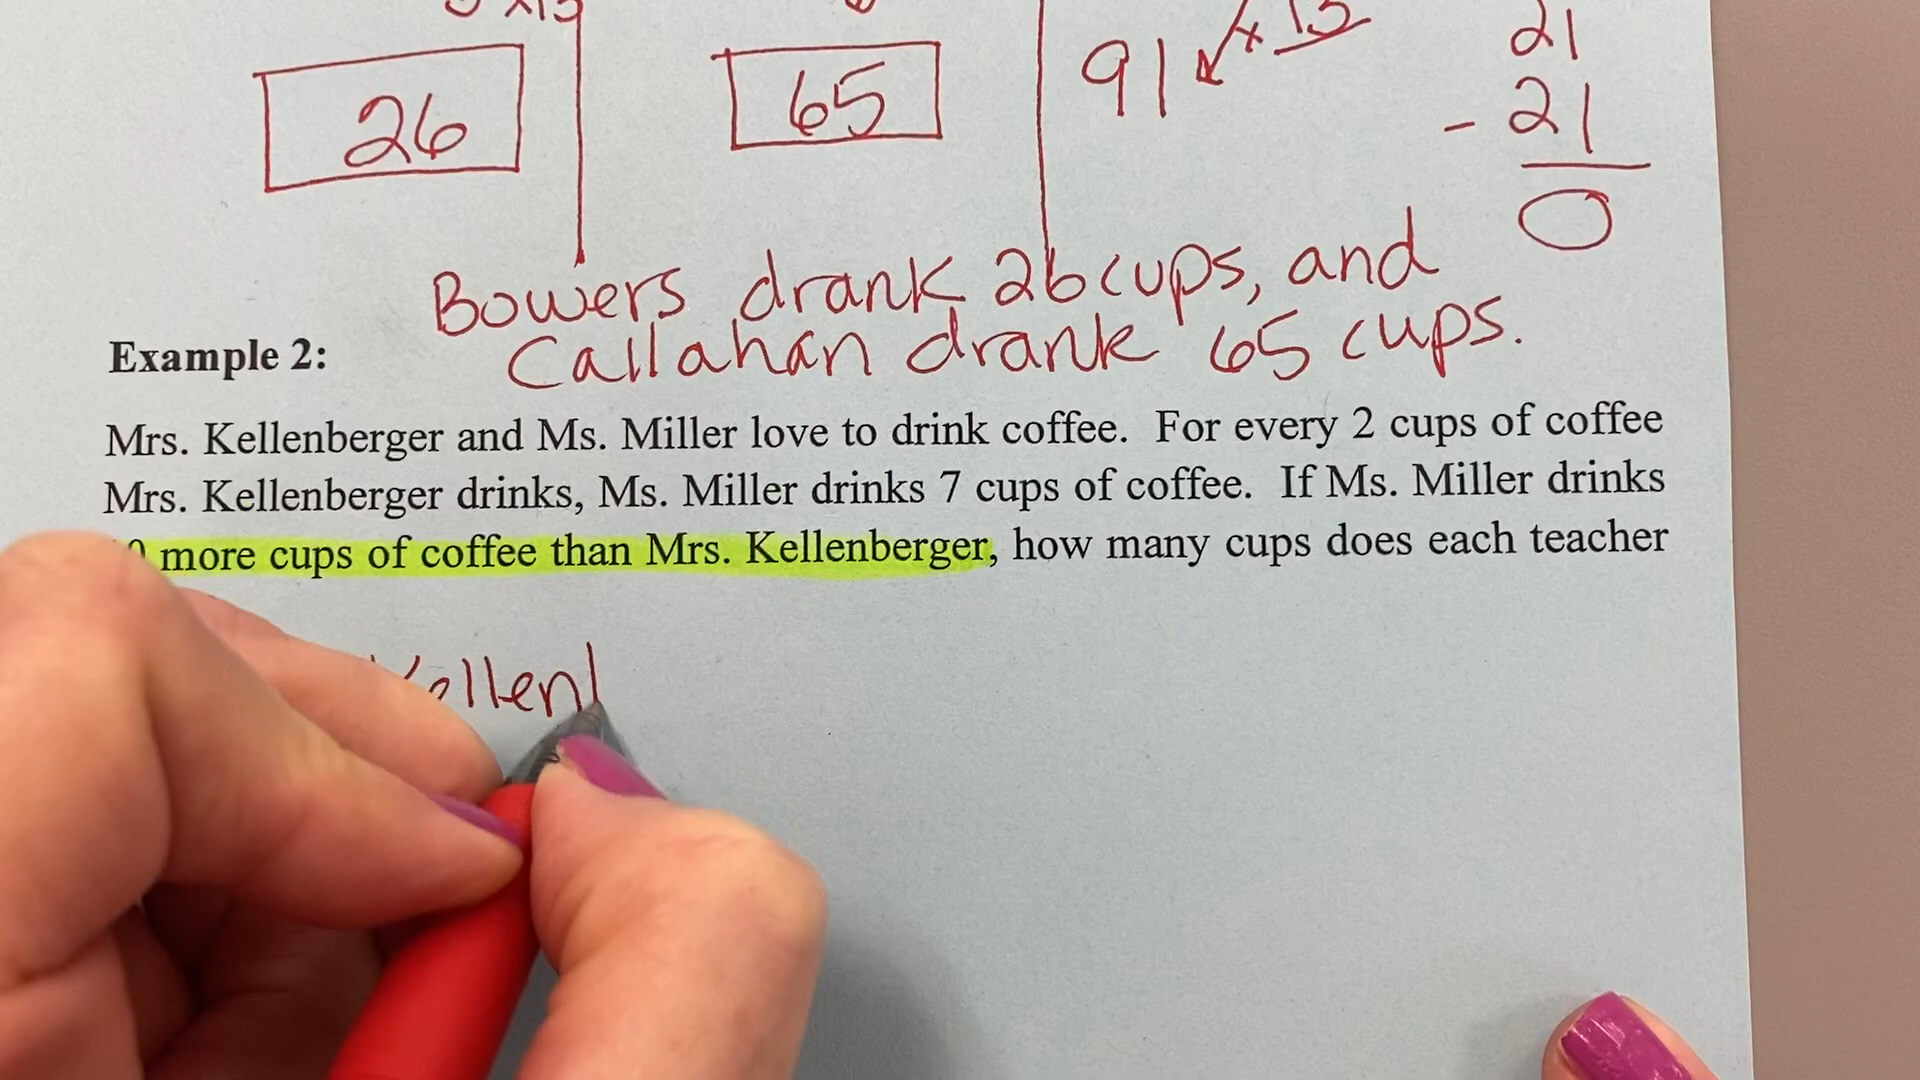 26 65 91 x 13 21
- 21
0
Bowers drank 26 cups, and
Callahan drank 65 cups.
Example 2:
Mrs. Kellenberger and Ms. Miller love to drink coffee. For every 2 cups of coffee
Mrs. Kellenberger drinks, Ms. Miller drinks 7 cups of coffee. If Ms. Miller drinks
more cups of coffee than Mrs. Kellenberger, how many cups does each teacher